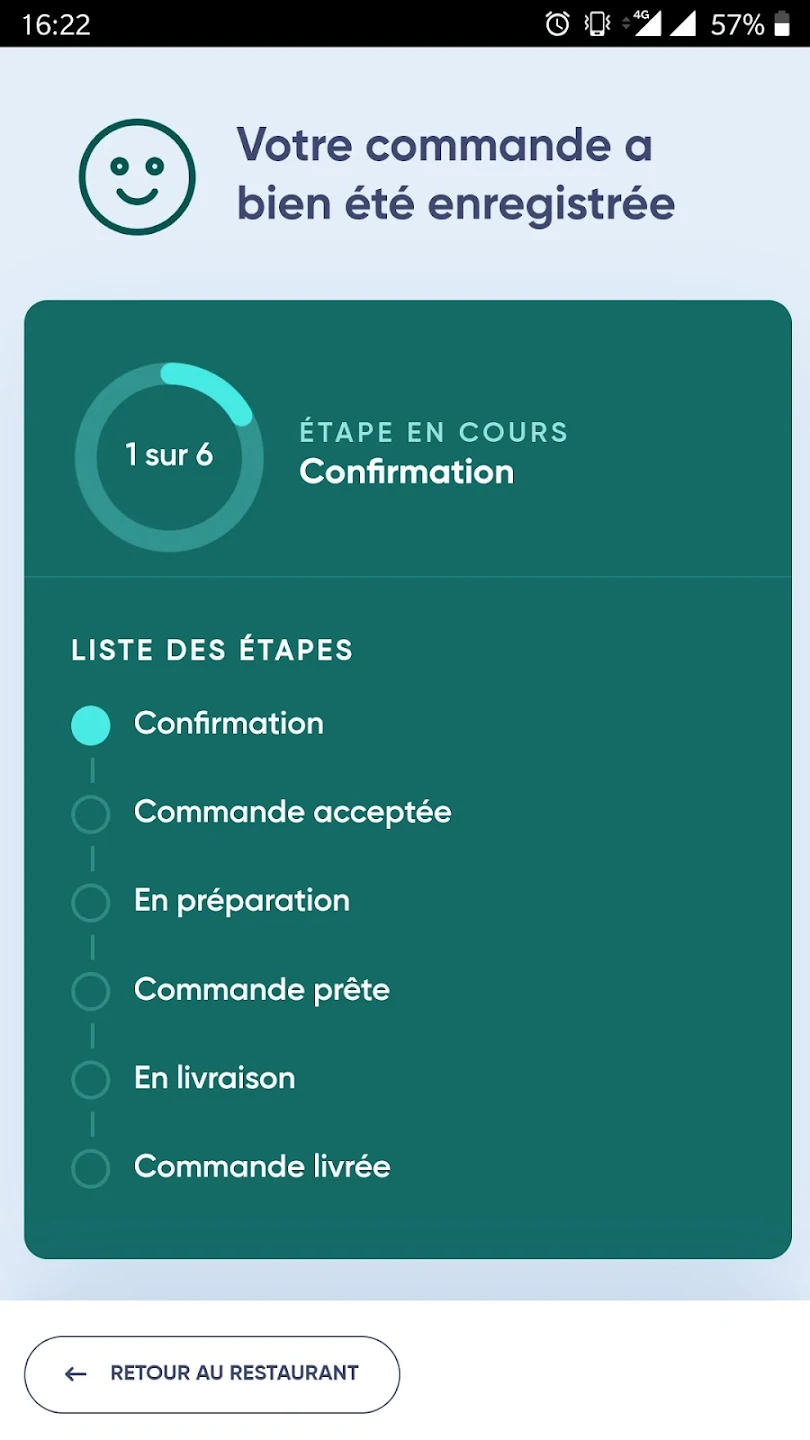 16:22
4G
57%
Votre commande a
bien été enregistrée
1 sur 6
ÉTAPE EN COURS
Confirmation
LISTE DES ÉTAPES
Confirmation
Commande acceptée
En préparation
Commande prête
En livraison
Commande livrée
RETOUR AU RESTAURANT